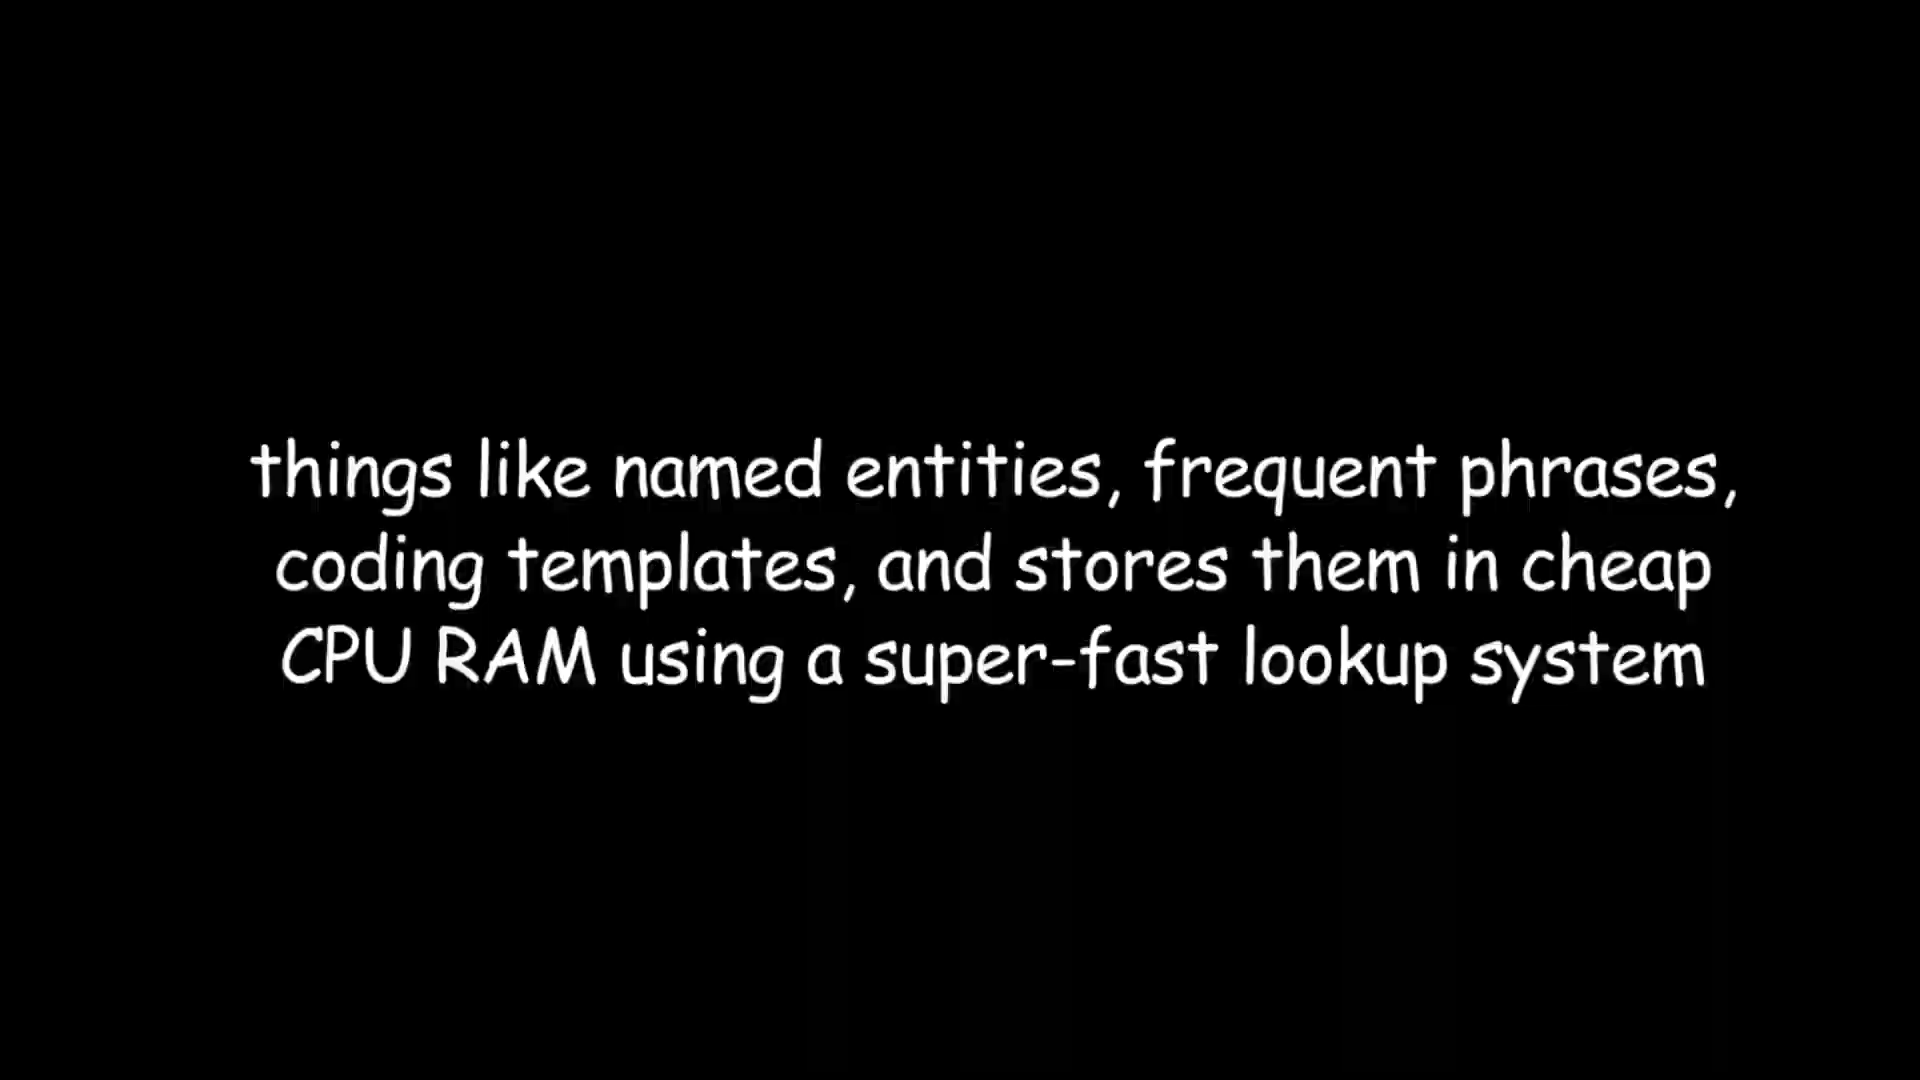 things like named entities, frequent phrases,
coding templates, and stores them in cheap
CPU RAM using a super-fast lookup system